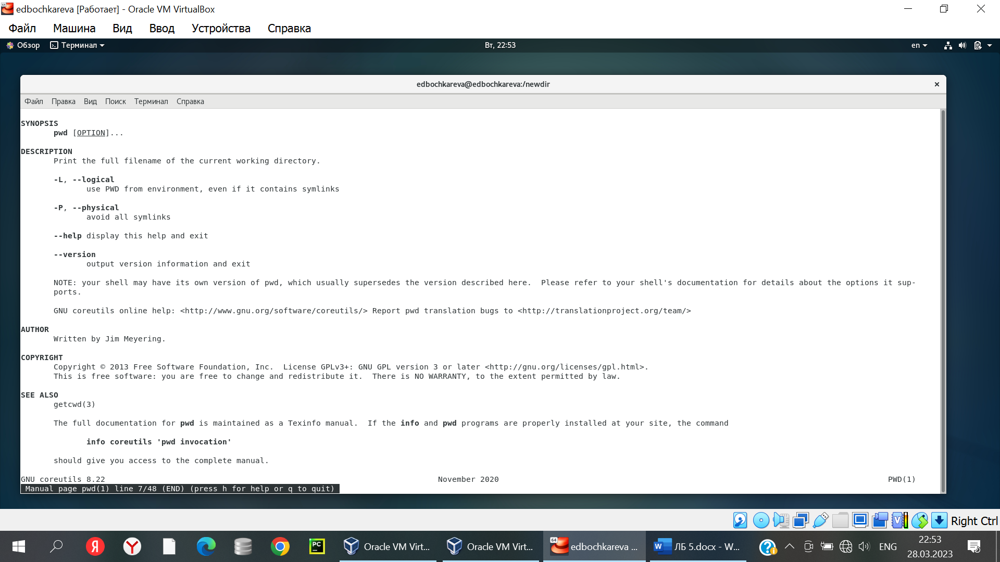 edbochkareva [Работает] - Oracle VM VirtualBox
Файл Машина Вид Ввод Устройства Справка
Обзор Терминал Вт, 22:53 en
edbochkareva@edbochkareva:/newdir
Файл Правка Вид Поиск Терминал Справка
SYNOPSIS
pwd [OPTION]...
DESCRIPTION
Print the full filename of the current working directory.
-L, --logical
use PWD from environment, even if it contains symlinks
-P, --physical
avoid all symlinks
--help display this help and exit
--version
output version information and exit
NOTE: your shell may have its own version of pwd, which usually supersedes the version described here.  Please refer to your shell's documentation for details about the options it sup-
ports.
GNU coreutils online help: <http://www.gnu.org/software/coreutils/> Report pwd translation bugs to <http://translationproject.org/team/>
AUTHOR
Written by Jim Meyering.
COPYRIGHT
Copyright © 2013 Free Software Foundation, Inc.  License GPLv3+: GNU GPL version 3 or later <http://gnu.org/licenses/gpl.html>.
This is free software: you are free to change and redistribute it.  There is NO WARRANTY, to the extent permitted by law.
SEE ALSO
getcwd(3)
The full documentation for pwd is maintained as a Texinfo manual.  If the info and pwd programs are properly installed at your site, the command
info coreutils 'pwd invocation'
should give you access to the complete manual.
GNU coreutils 8.22 November 2020 PWD(1)
Manual page pwd(1) line 7/48 (END) (press h for help or q to quit)
Right Ctrl
Oracle VM Virt... Oracle VM Virt... edbochkareva ... ЛБ 5.docx - W... ENG 22:53
28.03.2023